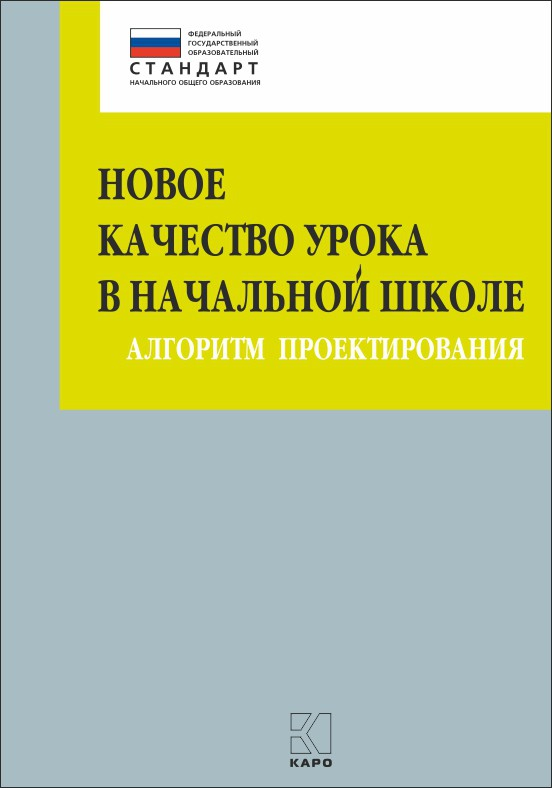 ФЕДЕРАЛЬНЫЙ
ГОСУДАРСТВЕННЫЙ
ОБРАЗОВАТЕЛЬНЫЙ
СТАНДАРТ
НАЧАЛЬНОГО ОБЩЕГО ОБРАЗОВАНИЯ
НОВОЕ
КАЧЕСТВО УРОКА
В НАЧАЛЬНОЙ ШКОЛЕ
АЛГОРИТМ ПРОЕКТИРОВАНИЯ
КАРО